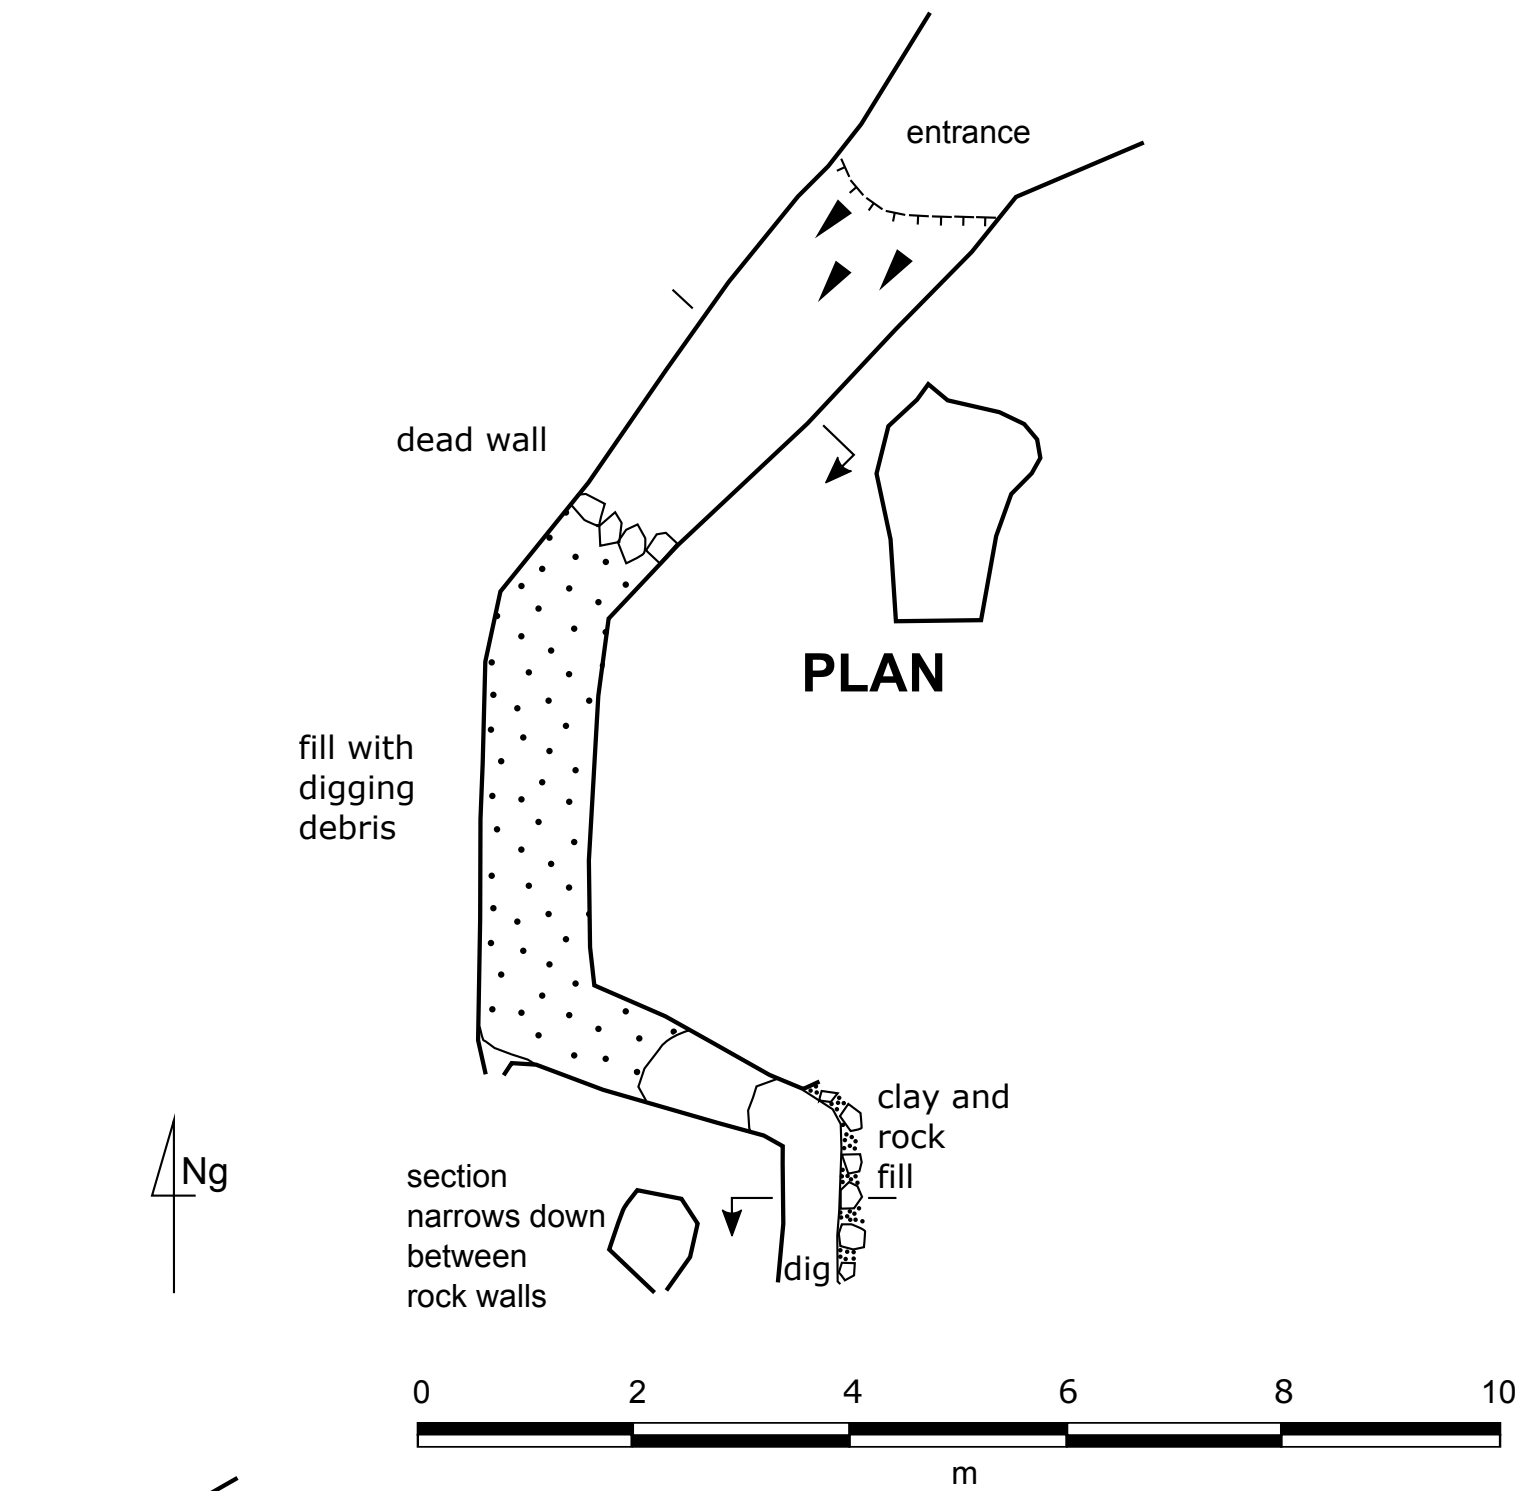 entrance
dead wall
PLAN
fill with
digging
debris
clay and
rock
fill
Ng
section
narrows down
between
rock walls
dig
0 2 4 6 8 10
m